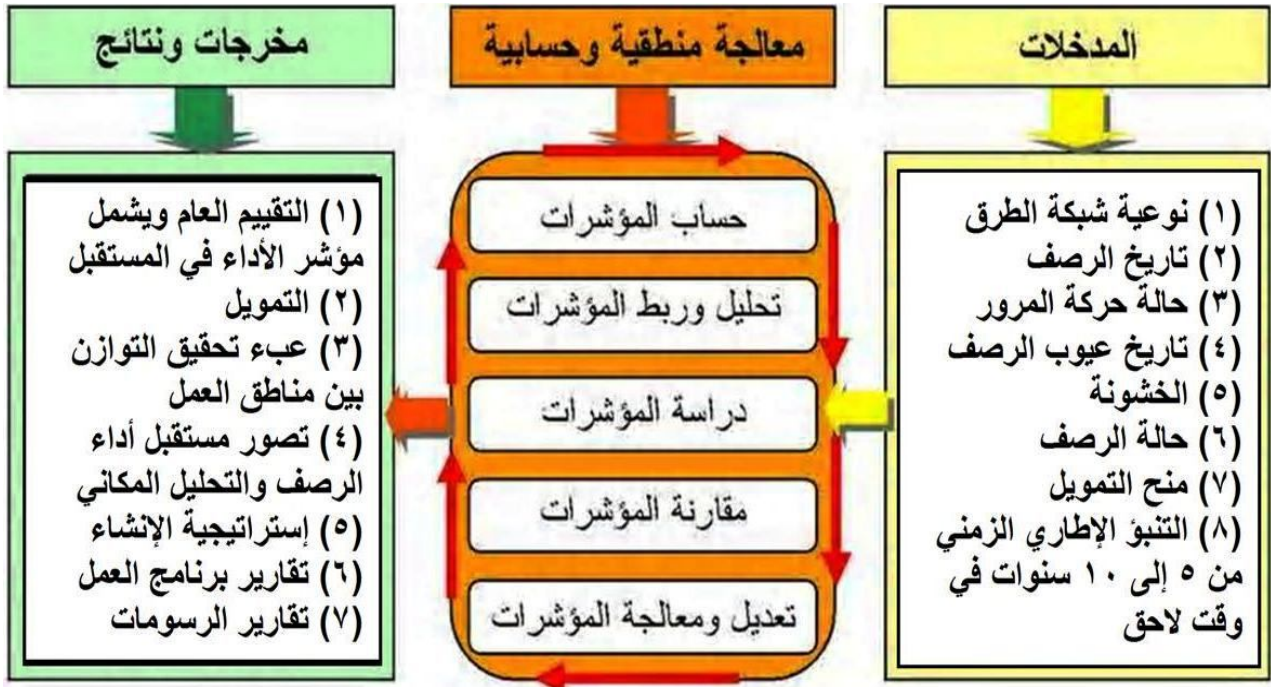 المدخلات
(١) نوعية شبكة الطرق
(٢) تاريخ الرصف
(٣) حالة حركة المرور
(٤) تاريخ عيوب الرصف
(٥) الخشونة
(٦) حالة الرصف
(٧) منح التمويل
(٨) التنبؤ الإطاري الزمني
من ٥ إلى ١٠ سنوات في
وقت لاحق
معالجة منطقية وحسابية
حساب المؤشرات
تحليل وربط المؤشرات
دراسة المؤشرات
مقارنة المؤشرات
تعديل ومعالجة المؤشرات
مخرجات ونتائج
(١) التقييم العام ويشمل
مؤشر الأداء في المستقبل
(٢) التمويل
(٣) عبء تحقيق التوازن
بين مناطق العمل
(٤) تصور مستقبل أداء
الرصف والتحليل المكاني
(٥) إستراتيجية الإنشاء
(٦) تقارير برنامج العمل
(٧) تقارير الرسومات